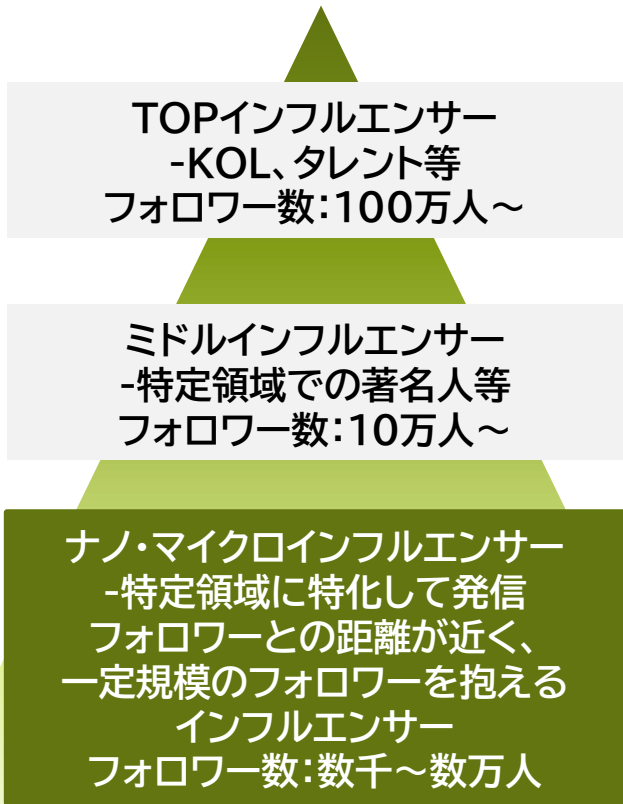 TOPインフルエンサー
-KOL、タレント等
フォロワー数：100万人～
ミドルインフルエンサー
-特定領域での著名人等
フォロワー数：10万人～
ナノ・マイクロインフルエンサー
-特定領域に特化して発信
フォロワーとの距離が近く、
一定規模のフォロワーを抱える
インフルエンサー
フォロワー数：数千～数万人